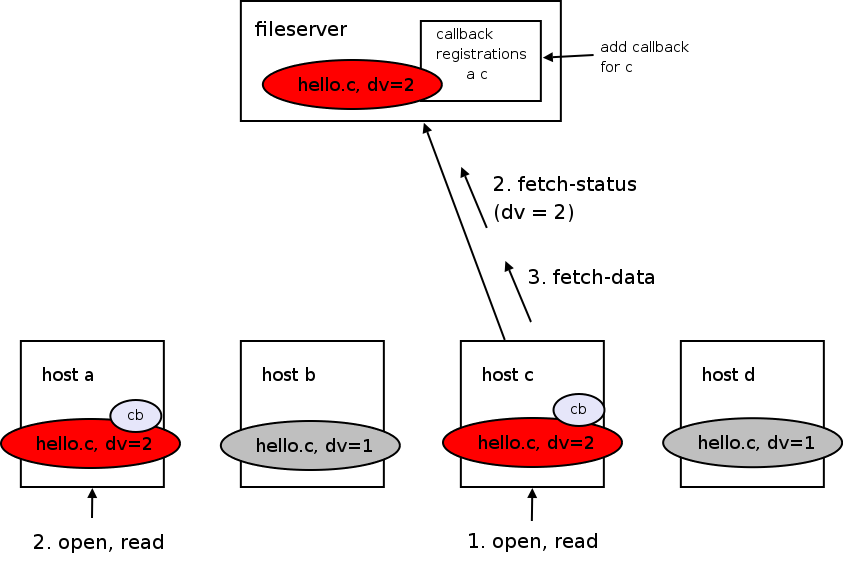 fileserver
callback
registrations
a c
hello.c, dv=2
add callback
for c
2. fetch-status
(dv = 2)
3. fetch-data
host a
host b
host c
host d
cb
cb
hello.c, dv=2
hello.c, dv=1
hello.c, dv=2
hello.c, dv=1
2. open, read
1. open, read